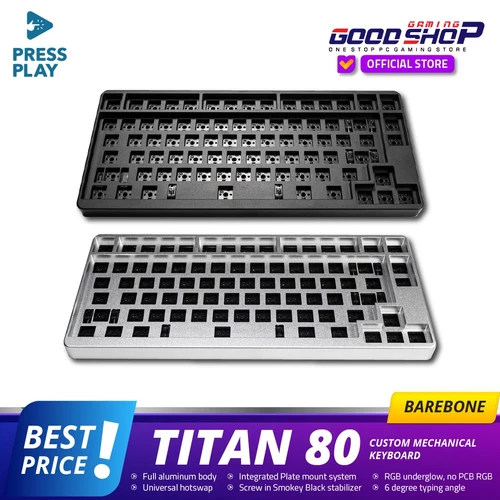 PRESS
PLAY
GAMING
GOODSHOP
ONE STOP PC GAMING STORE
OFFICIAL STORE
BAREBONE
BEST
PRICE!
TITAN 80
CUSTOM MECHANICAL
KEYBOARD
• Full aluminum body
• Integrated Plate mount system
• RGB underglow, no PCB RGB
• Universal hotswap
• Screw in Smokey Black stabilizer
• 6 degree typing angle